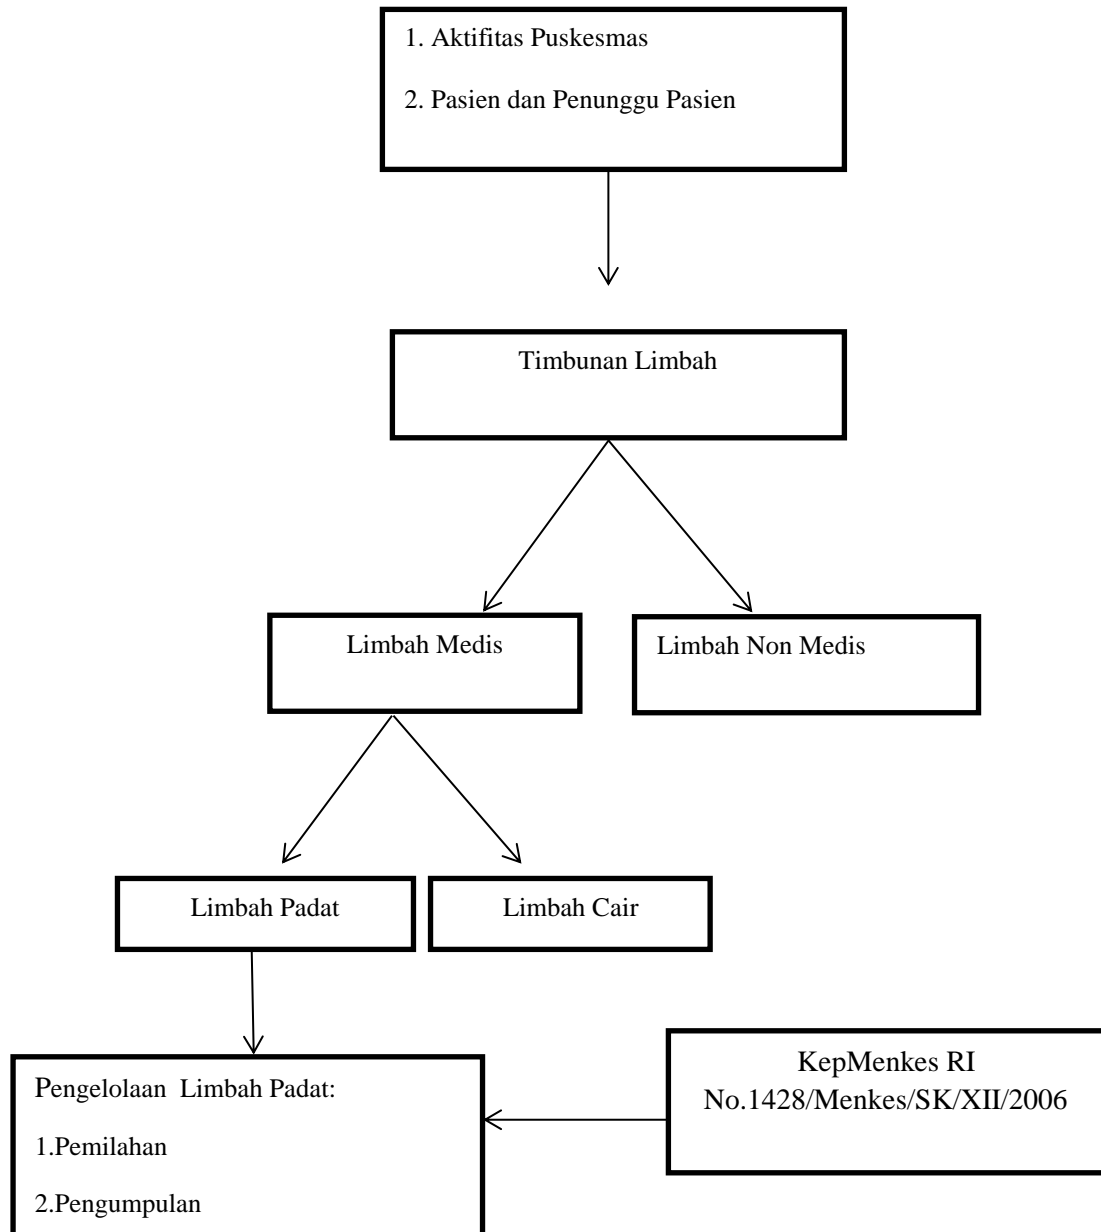 1. Aktifitas Puskesmas
2. Pasien dan Penunggu Pasien
Timbunan Limbah
Limbah Medis
Limbah Non Medis
Limbah Padat
Limbah Cair
Pengelolaan Limbah Padat:
1.Pemilahan
2.Pengumpulan
KepMenkes RI
No.1428/Menkes/SK/XII/2006